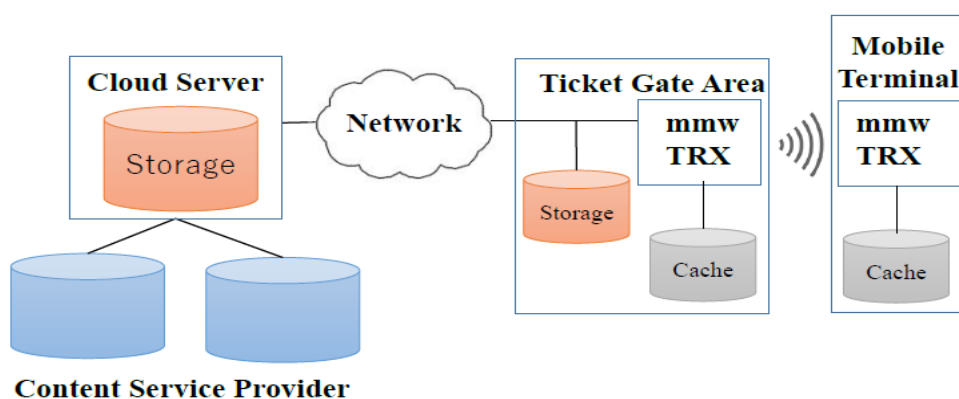 Cloud Server
Storage
Network
Ticket Gate Area
mmw
TRX
Storage
Cache
Mobile
Terminal
mmw
TRX
Cache
Content Service Provider